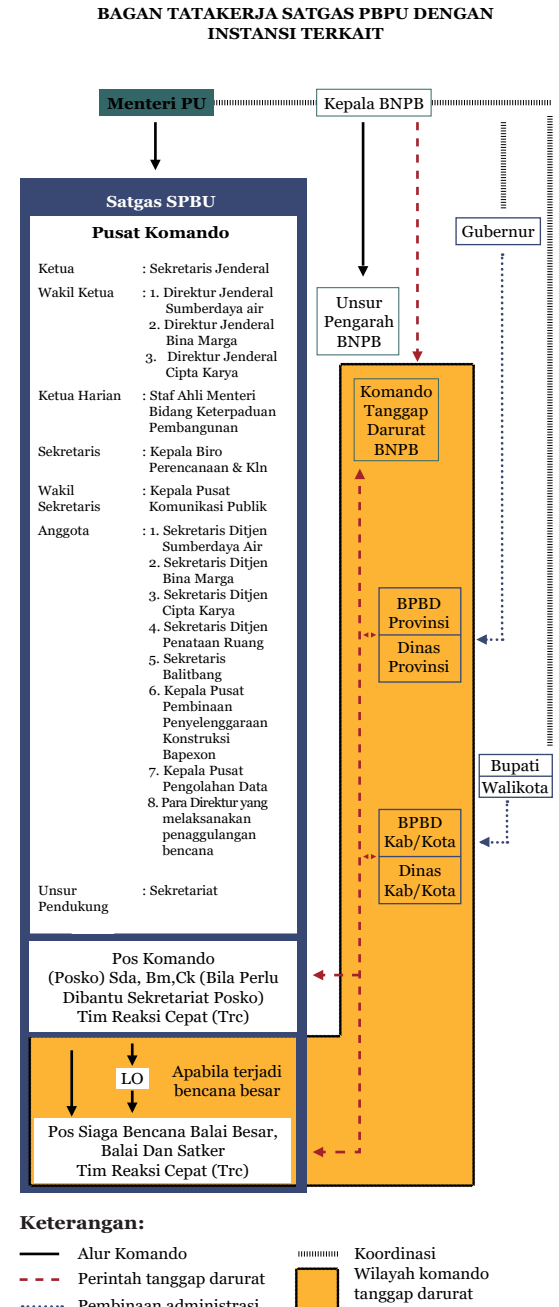 BAGAN TATAKERJA SATGAS PBPU DENGAN
INSTANSI TERKAIT
Menteri PU
Kepala BNPB
Satgas SPBU
Pusat Komando
Ketua : Sekretaris Jenderal
Wakil Ketua : 1. Direktur Jenderal
Sumberdaya air
2. Direktur Jenderal
Bina Marga
3. Direktur Jenderal
Cipta Karya
Ketua Harian : Staf Ahli Menteri
Bidang Keterpaduan
Pembangunan
Sekretaris : Kepala Biro
Perencanaan & Kln
Wakil : Kepala Pusat
Sekretaris Komunikasi Publik
Anggota : 1. Sekretaris Ditjen
Sumberdaya Air
2. Sekretaris Ditjen
Bina Marga
3. Sekretaris Ditjen
Cipta Karya
4. Sekretaris Ditjen
Penataan Ruang
5. Sekretaris
Balitbang
6. Kepala Pusat
Pembinaan
Penyelenggaraan
Konstruksi
Bapexon
7. Kepala Pusat
Pengolahan Data
8. Para Direktur yang
melaksanakan
penaggulangan
bencana
Unsur : Sekretariat
Pendukung
Pos Komando
(Posko) Sda, Bm,Ck (Bila Perlu
Dibantu Sekretariat Posko)
Tim Reaksi Cepat (Trc)
LO
Apabila terjadi
bencana besar
Pos Siaga Bencana Balai Besar,
Balai Dan Satker
Tim Reaksi Cepat (Trc)
Unsur
Pengarah
BNPB
Komando
Tanggap
Darurat
BNPB
BPBD
Provinsi
Dinas
Provinsi
BPBD
Kab/Kota
Dinas
Kab/Kota
Gubernur
Bupati
Walikota
Keterangan:
Alur Komando
Perintah tanggap darurat
Pembinaan administrasi
Koordinasi
Wilayah komando
tanggap darurat